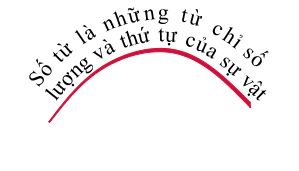 Số từ là những từ chỉ số
lượng và thứ tự của sự vật